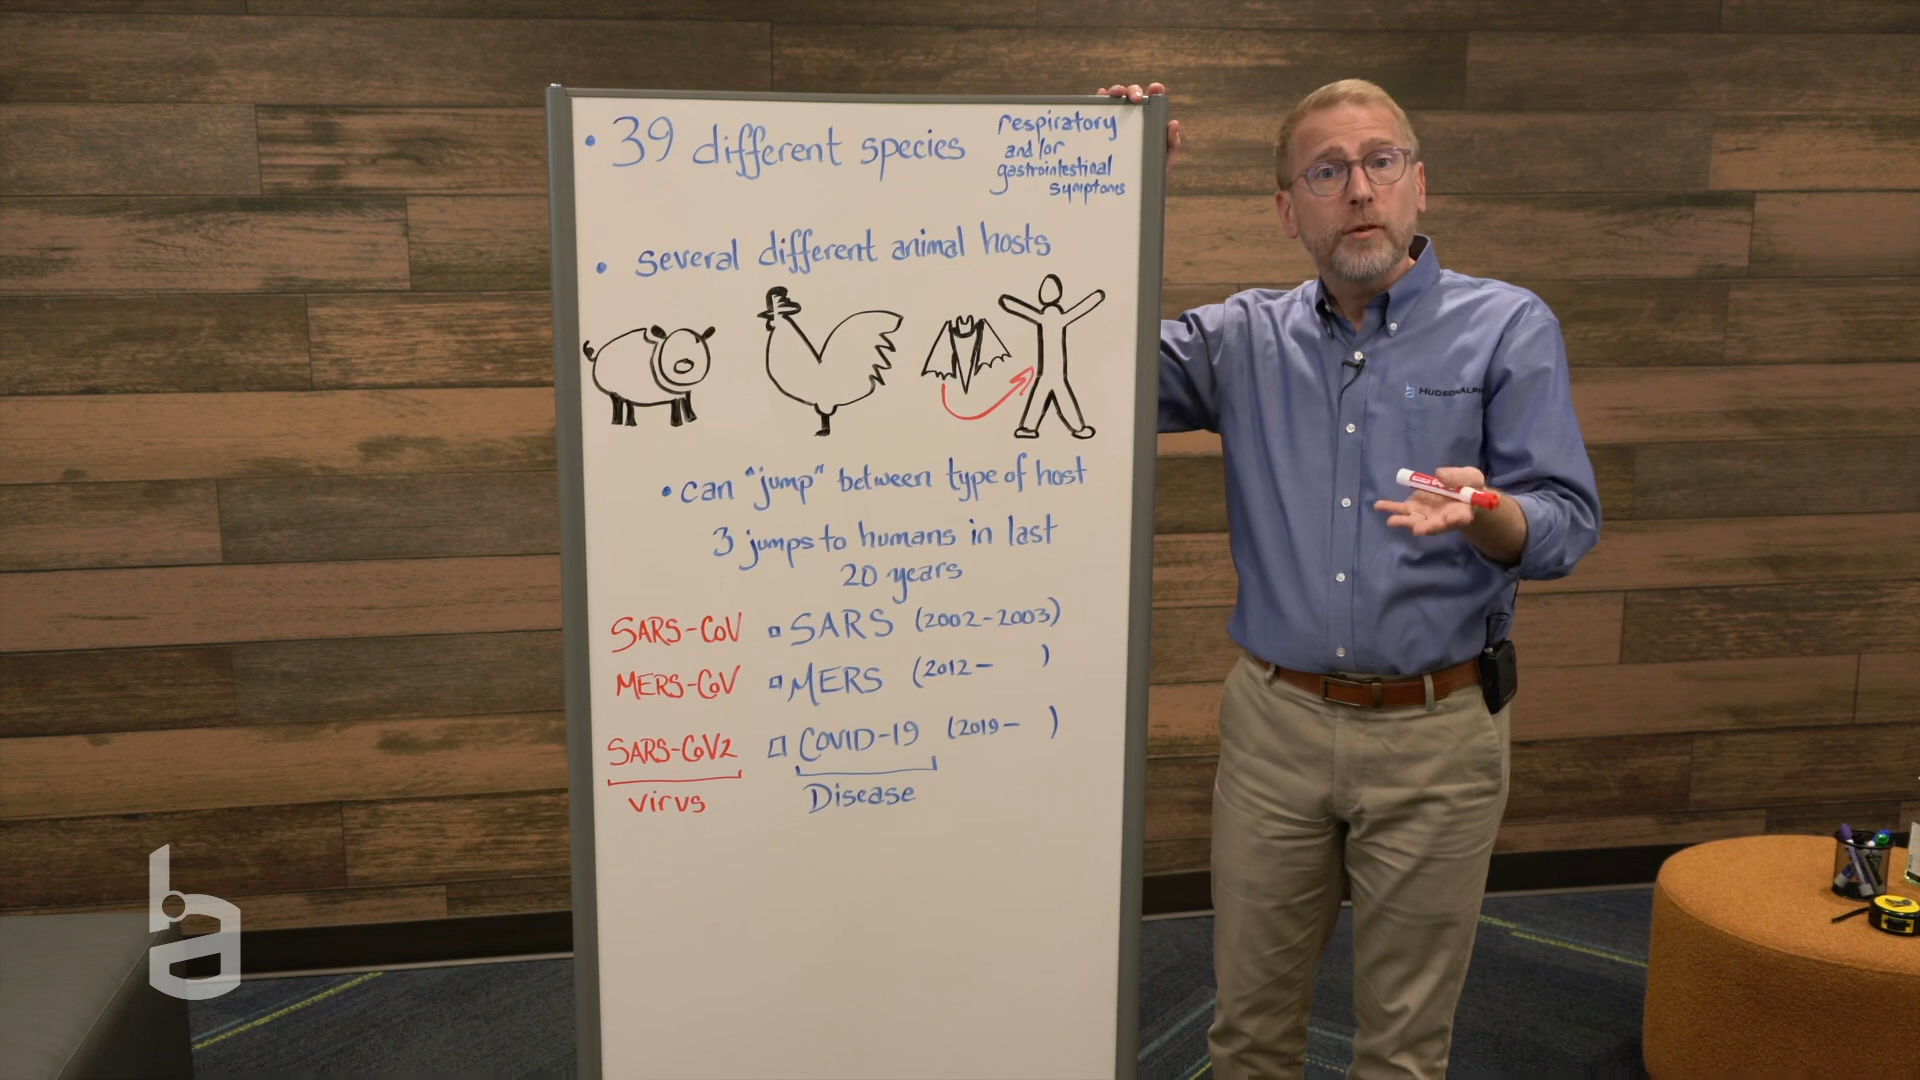 • 39 different species
respiratory
and/or
gastrointestinal
symptoms
• several different animal hosts
• can "jump" between type of host
3 jumps to humans in last
20 years
SARS-CoV SARS (2002-2003)
MERS-CoV MERS (2012- )
SARS-CoV2 COVID-19 (2019- )
virus Disease
HUDSONALPH
ha